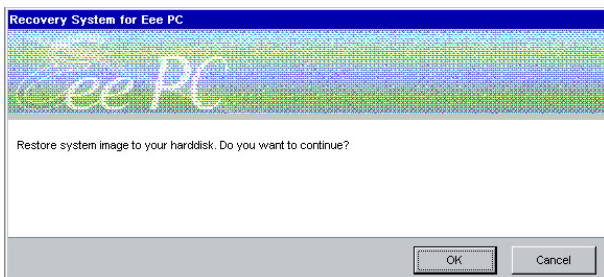 Recovery System for Eee PC
Eee PC
Restore system image to your harddisk. Do you want to continue?
OK
Cancel